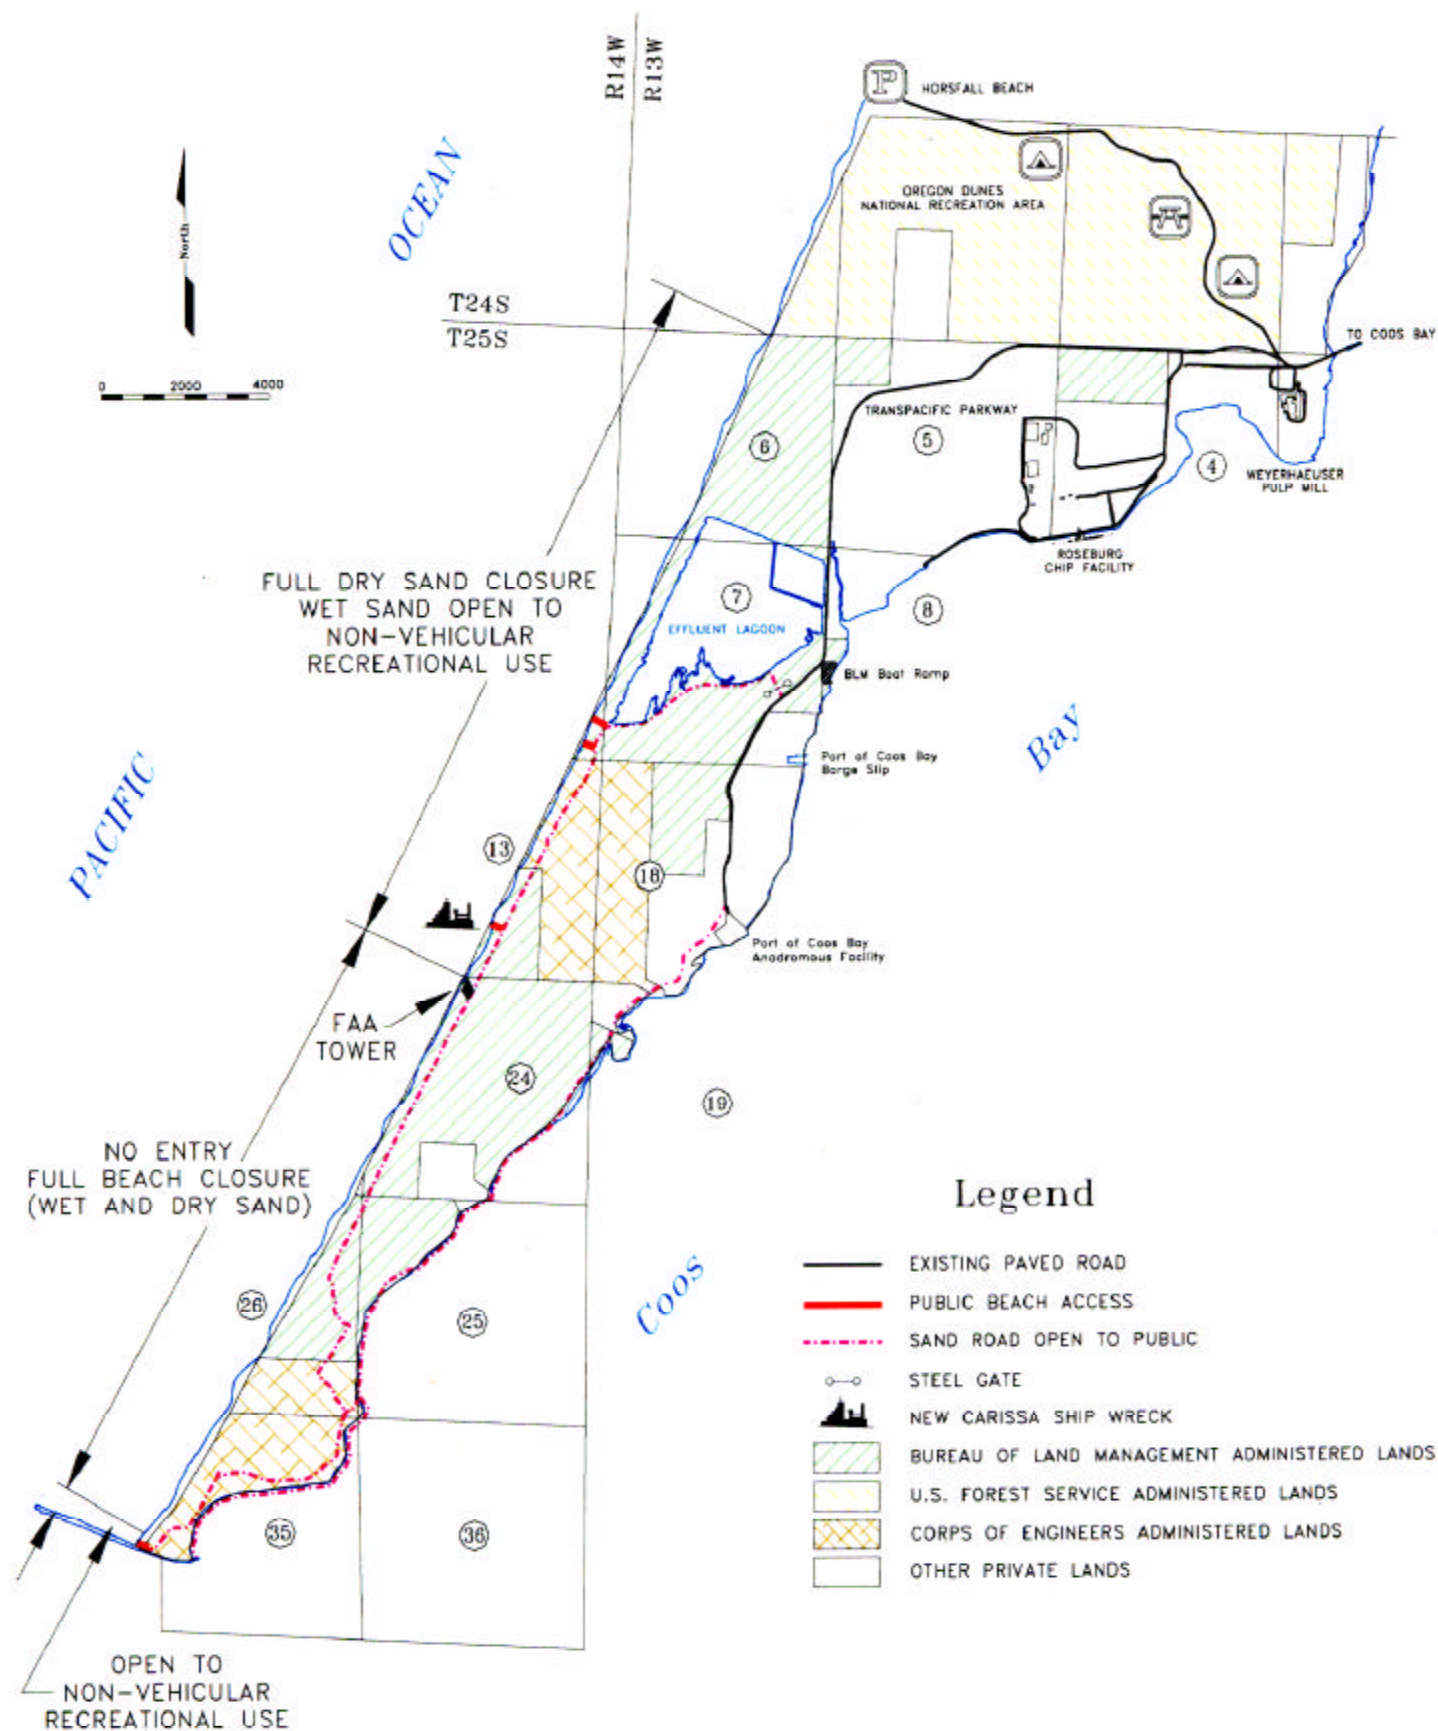 R14W
R13W
P
HORSFALL BEACH
OCEAN
North
OREGON DUNES
NATIONAL RECREATION AREA
T24S
T25S
TO COOS BAY
0 2000 4000
TRANSPACIFIC PARKWAY
6
5
4
WEYERHAEUSER
PULP MILL
ROSEBURG
CHIP FACILITY
FULL DRY SAND CLOSURE
WET SAND OPEN TO
NON-VEHICULAR
RECREATIONAL USE
7
8
EFFLUENT LAGOON
BLM Boat Ramp
Bay
Port of Coos Bay
Barge Slip
PACIFIC
13
18
Port of Coos Bay
Anadromous Facility
FAA
TOWER
24
19
NO ENTRY
FULL BEACH CLOSURE
(WET AND DRY SAND)
Coos
26
25
35
36
OPEN TO
NON-VEHICULAR
RECREATIONAL USE
Legend
EXISTING PAVED ROAD
PUBLIC BEACH ACCESS
SAND ROAD OPEN TO PUBLIC
STEEL GATE
NEW CARISSA SHIP WRECK
BUREAU OF LAND MANAGEMENT ADMINISTERED LANDS
U.S. FOREST SERVICE ADMINISTERED LANDS
CORPS OF ENGINEERS ADMINISTERED LANDS
OTHER PRIVATE LANDS